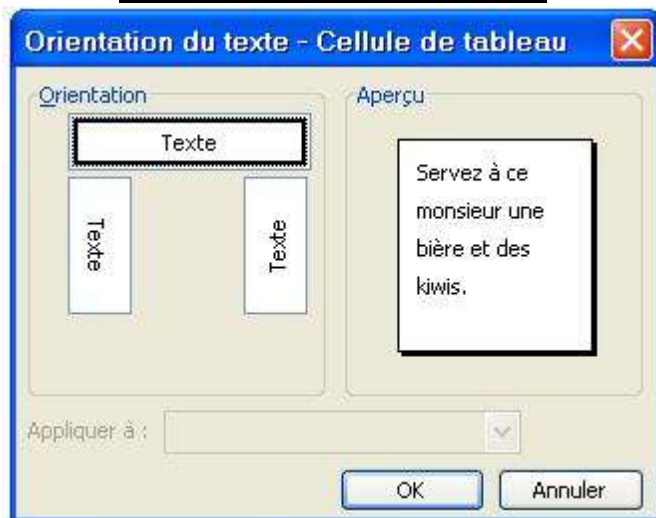 Orientation du texte - Cellule de tableau
Orientation
Texte
Texte
Texte
Aperçu
Servez à ce
monsieur une
bière et des
kiwis.
Appliquer à :
OK
Annuler